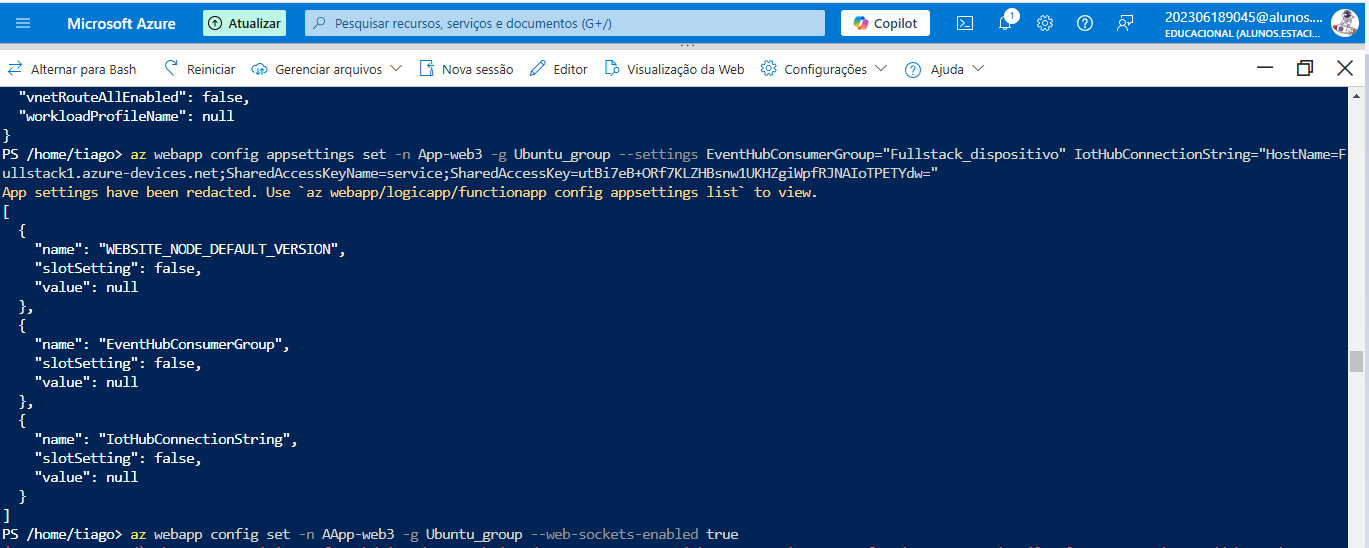 Microsoft Azure
Atualizar
Pesquisar recursos, serviços e documentos (G+/)
Copilot
1
202306189045@alunos....
EDUCACIONAL (ALUNOS.ESTACI...
Alternar para Bash
Reiniciar
Gerenciar arquivos
Nova sessão
Editor
Visualização da Web
Configurações
Ajuda
"vnetRouteAllEnabled": false,
"workloadProfileName": null
}
PS /home/tiago> az webapp config appsettings set -n App-web3 -g Ubuntu_group --settings EventHubConsumerGroup="Fullstack_dispositivo" IotHubConnectionString="HostName=F
ullstack1.azure-devices.net;SharedAccessKeyName=service;SharedAccessKey=utBi7eB+ORf7KLZHBsnw1UKHZgiWpfRJNAIoTPETYdw="
App settings have been redacted. Use `az webapp/logicapp/functionapp config appsettings list` to view.
[
{
"name": "WEBSITE_NODE_DEFAULT_VERSION",
"slotSetting": false,
"value": null
},
{
"name": "EventHubConsumerGroup",
"slotSetting": false,
"value": null
},
{
"name": "IotHubConnectionString",
"slotSetting": false,
"value": null
}
]
PS /home/tiago> az webapp config set -n AApp-web3 -g Ubuntu_group --web-sockets-enabled true